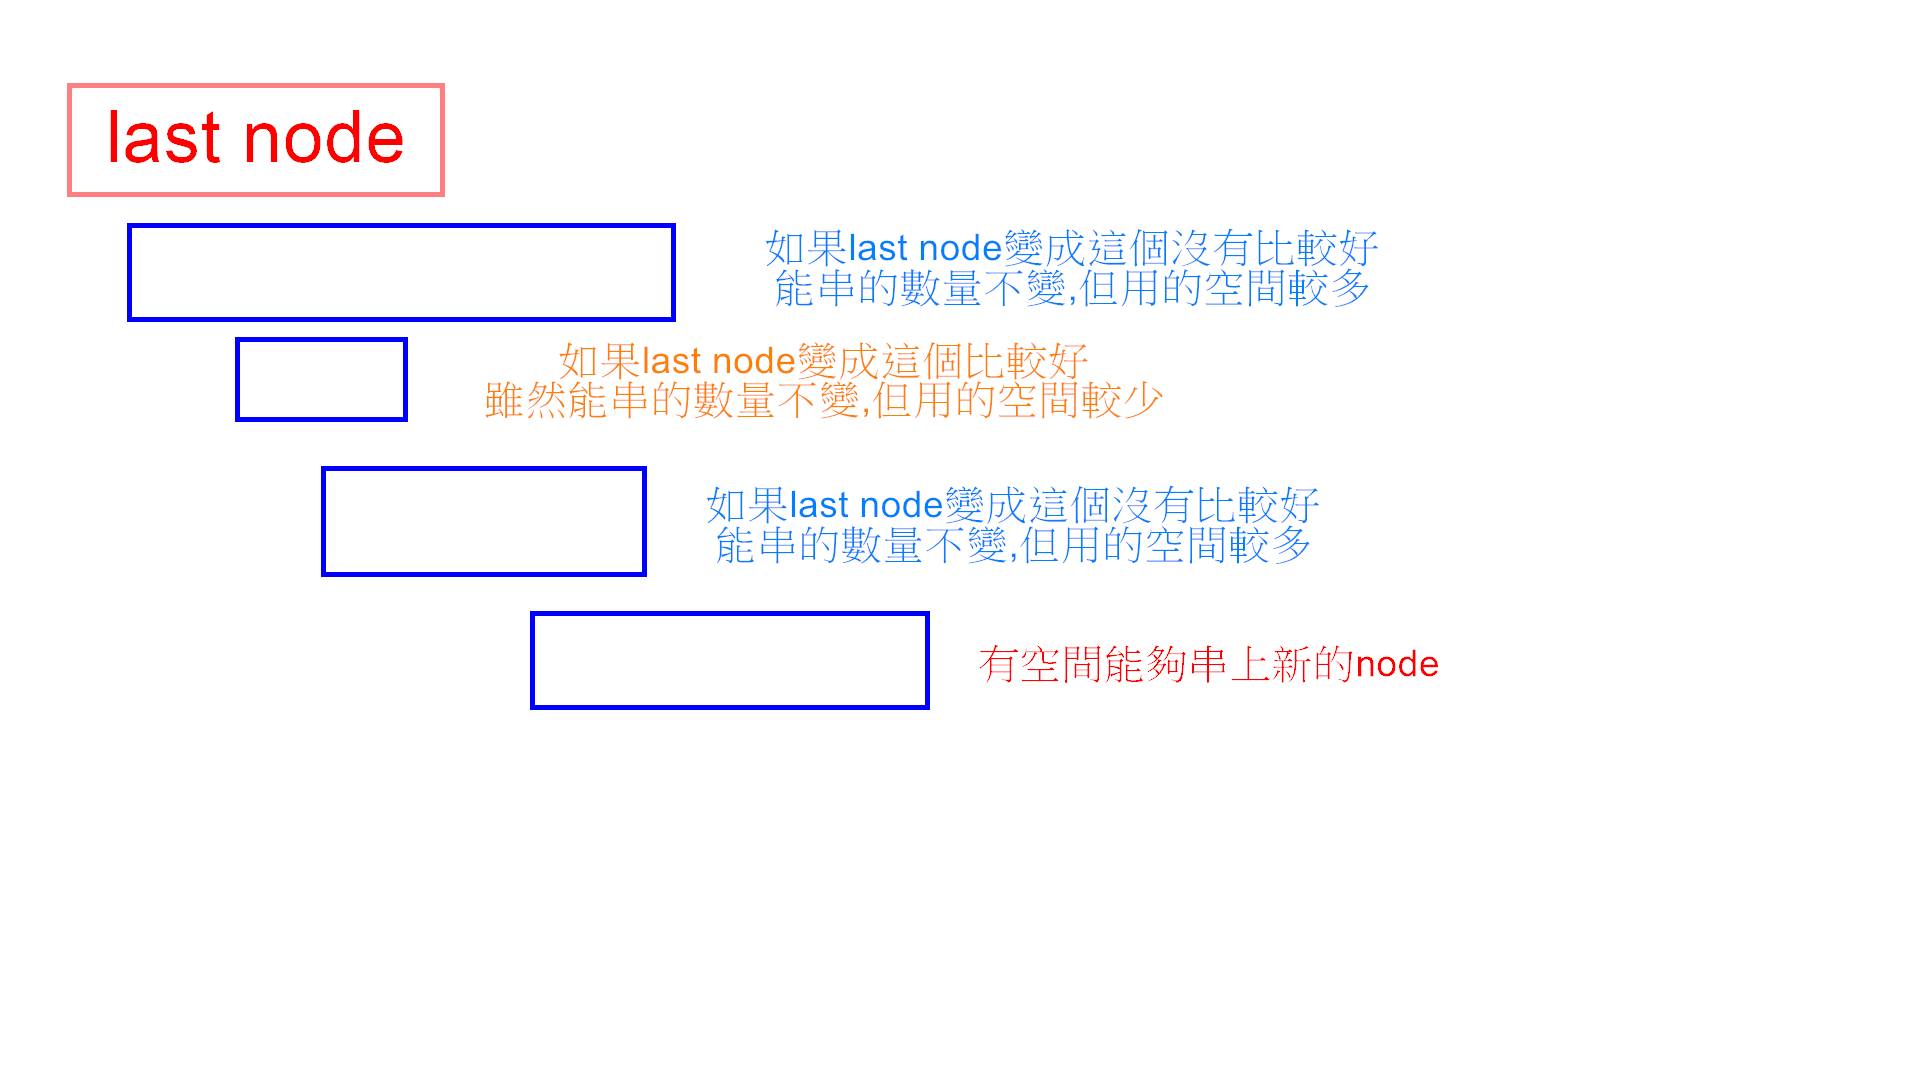 last node
如果last node變成這個沒有比較好
能串的數量不變,但用的空間較多
如果last node變成這個比較好
雖然能串的數量不變,但用的空間較少
如果last node變成這個沒有比較好
能串的數量不變,但用的空間較多
有空間能夠串上新的node